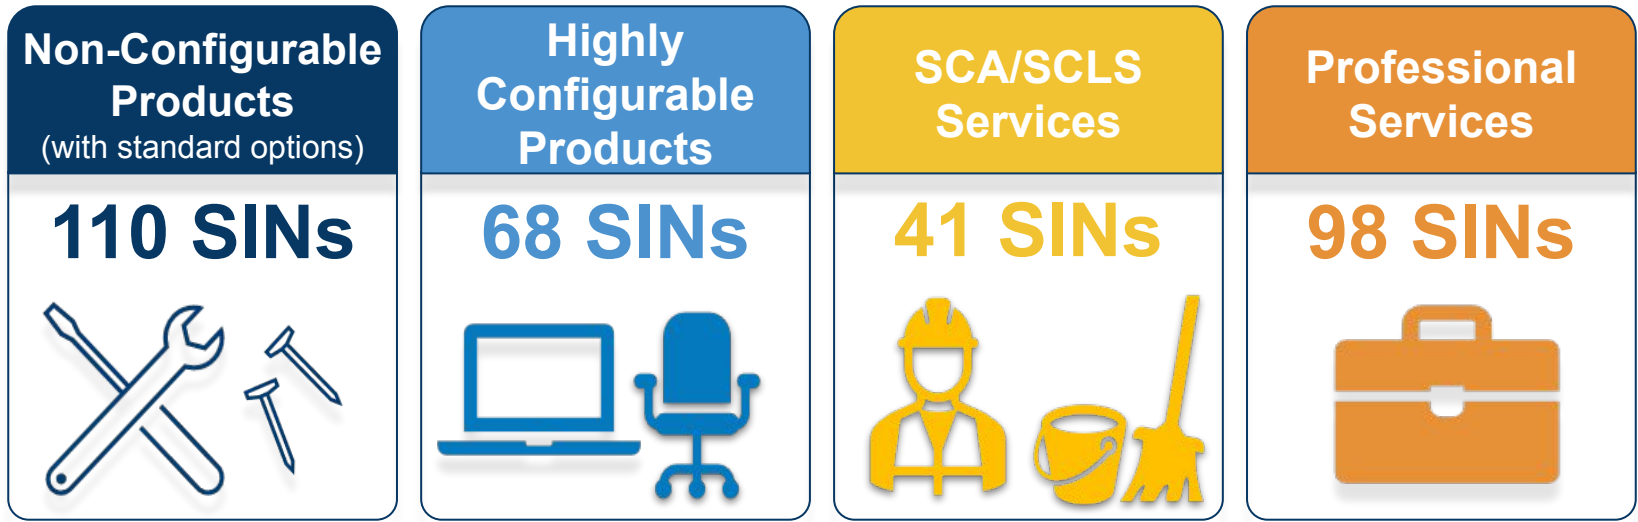 Non-Configurable
Products
(with standard options)
110 SINs
Highly
Configurable
Products
68 SINs
SCA/SCLS
Services
41 SINs
Professional
Services
98 SINs